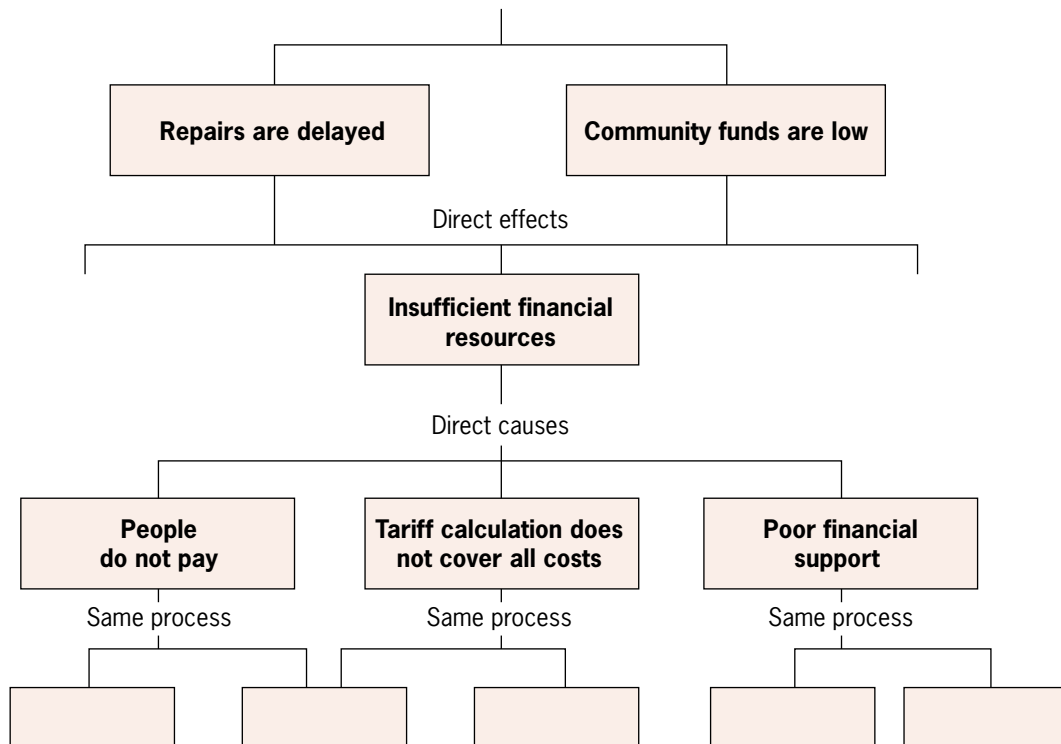 Repairs are delayed
Community funds are low
Direct effects
Insufficient financial
resources
Direct causes
People
do not pay
Tariff calculation does
not cover all costs
Poor financial
support
Same process
Same process
Same process